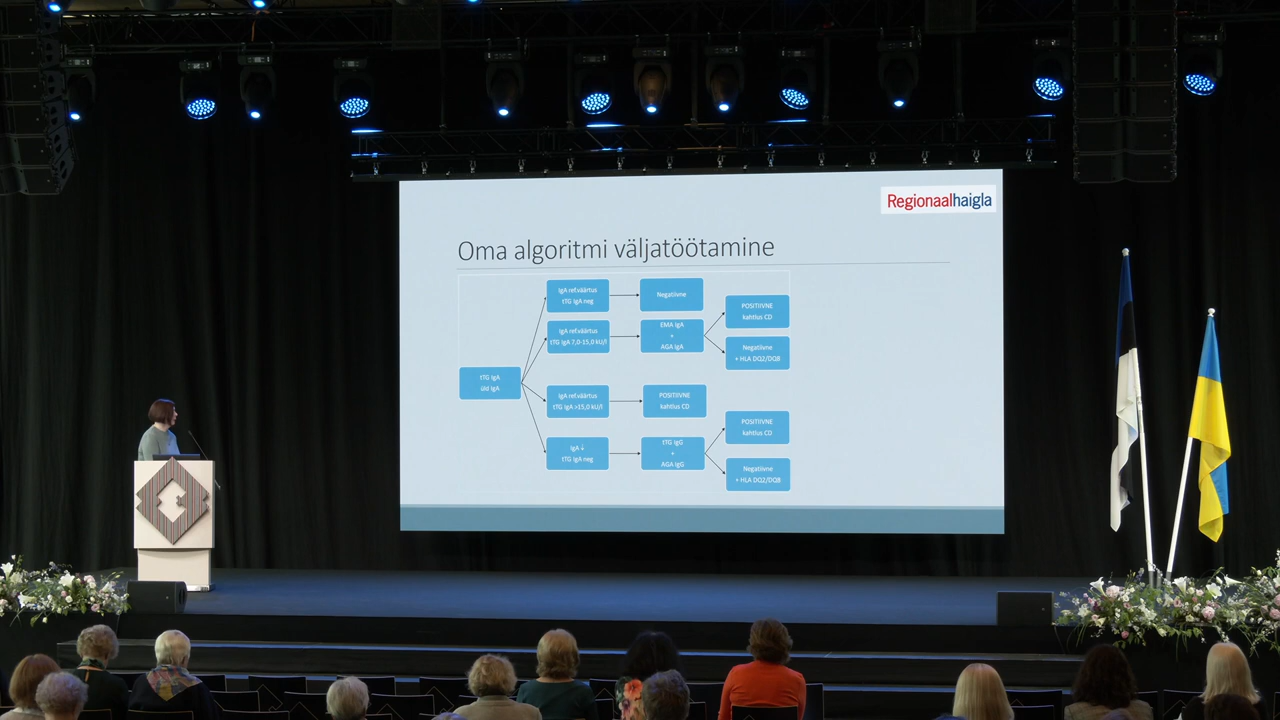 Regionaalhaigla
Oma algoritmi väljatöötamine
IgA ref.väärtus
tTG IgA neg
Negatiivne
POSITIIVNE
kahtlus CD
IgA ref.väärtus
tTG IgA 7,0-15,0 kU/l
EMA IgA
+
AGA IgA
Negatiivne
+ HLA DQ2/DQ8
tTG IgA
üld IgA
IgA ref.väärtus
tTG IgA >15,0 kU/l
POSITIIVNE
kahtlus CD
POSITIIVNE
kahtlus CD
IgA ↓
tTG IgA neg
tTG IgG
+
AGA IgG
Negatiivne
+ HLA DQ2/DQ8